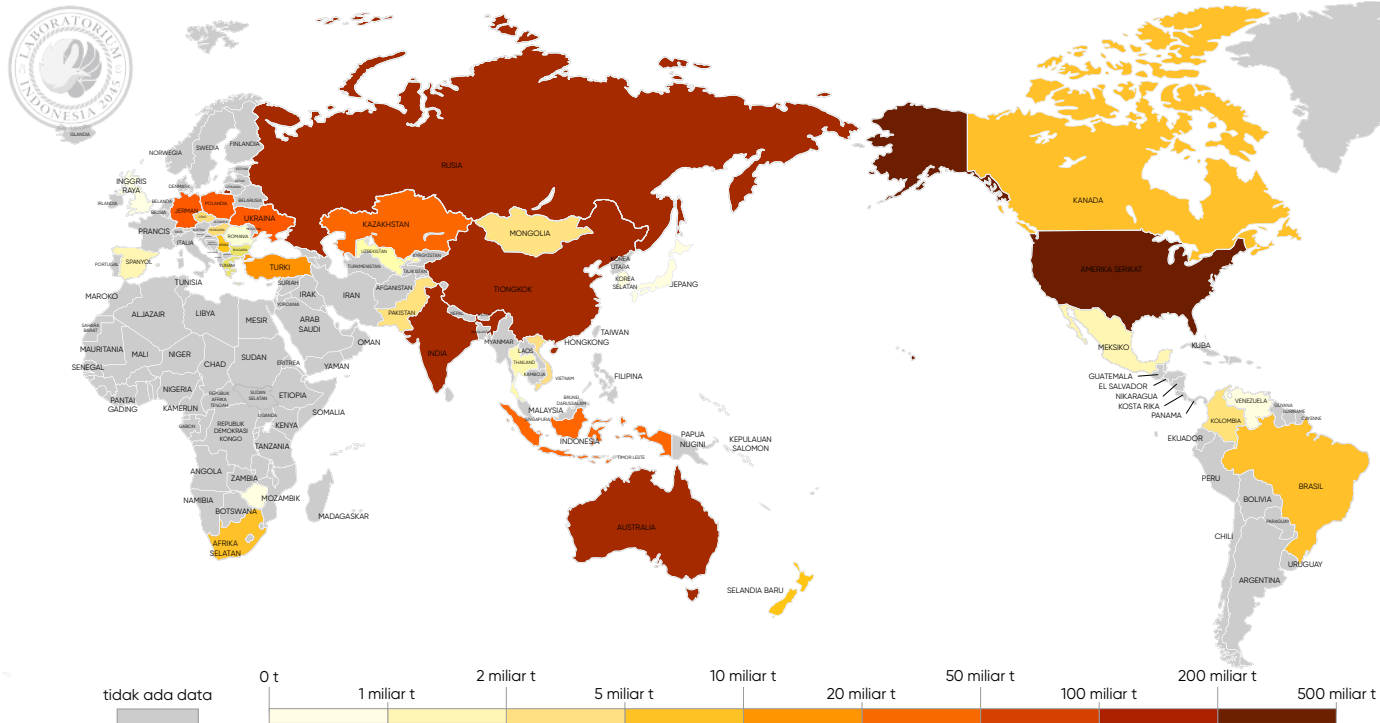 LABORATORIUM
INDONESIA 2045
ISLANDIA
NORWEGIA
SWEDIA
FINLANDIA
DENMARK
INGGRIS
RAYA
IRLANDIA
BELANDA
BELGIA
JERMAN
POLANDIA
BELARUSIA
UKRAINA
PRANCIS
ROMANIA
ITALIA
PORTUGAL
SPANYOL
YUNANI
TURKI
RUSIA
KAZAKHSTAN
MONGOLIA
UZBEKISTAN
KYRGYZSTAN
TURKMENISTAN
TAJIKISTAN
AFGANISTAN
PAKISTAN
TIONGKOK
KOREA
UTARA
KOREA
SELATAN
JEPANG
TUNISIA
SURIAH
MAROKO
IRAK
IRAN
YORDANIA
ALJAZAIR
LIBYA
MESIR
ARAB
SAUDI
SAHARA
BARAT
OMAN
NEPAL
INDIA
MYANMAR
LAOS
TAIWAN
HONGKONG
THAILAND
KAMBOJA
VIETNAM
FILIPINA
MAURITANIA
MALI
NIGER
CHAD
SUDAN
ERITREA
YAMAN
SENEGAL
NIGERIA
PANTAI
GADING
KAMERUN
REPUBLIK
AFRIKA
TENGAH
SUDAN
SELATAN
ETIOPIA
SOMALIA
GABON
REPUBLIK
DEMOKRASI
KONGO
UGANDA
KENYA
TANZANIA
ANGOLA
ZAMBIA
NAMIBIA
BOTSWANA
MOZAMBIK
MADAGASKAR
AFRIKA
SELATAN
BRUNEI
DARUSSALAM
MALAYSIA
SINGAPURA
INDONESIA
TIMOR LESTE
PAPUA
NUGINI
KEPULAUAN
SALOMON
AUSTRALIA
SELANDIA BARU
KANADA
AMERIKA SERIKAT
MEKSIKO
KUBA
GUATEMALA
EL SALVADOR
NIKARAGUA
KOSTA RIKA
PANAMA
VENEZUELA
GUYANA
SURINAME
CAYENNE
KOLOMBIA
EKUADOR
PERU
BRASIL
BOLIVIA
PARAGUAY
CHILI
URUGUAY
ARGENTINA
tidak ada data
0 t
1 miliar t
2 miliar t
5 miliar t
10 miliar t
20 miliar t
50 miliar t
100 miliar t
200 miliar t
500 miliar t